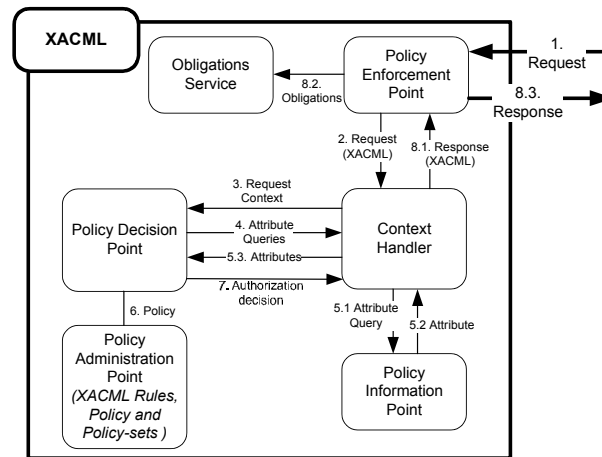 XACML
Obligations
Service
Policy
Enforcement
Point
1.
Request
8.2.
Obligations
8.3.
Response
2. Request
(XACML)
8.1. Response
(XACML)
3. Request
Context
Policy Decision
Point
4. Attribute
Queries
Context
Handler
5.3. Attributes
7. Authorization
decision
6. Policy
5.1 Attribute
Query
5.2 Attribute
Policy
Administration
Point
(XACML Rules,
Policy and
Policy-sets )
Policy
Information
Point